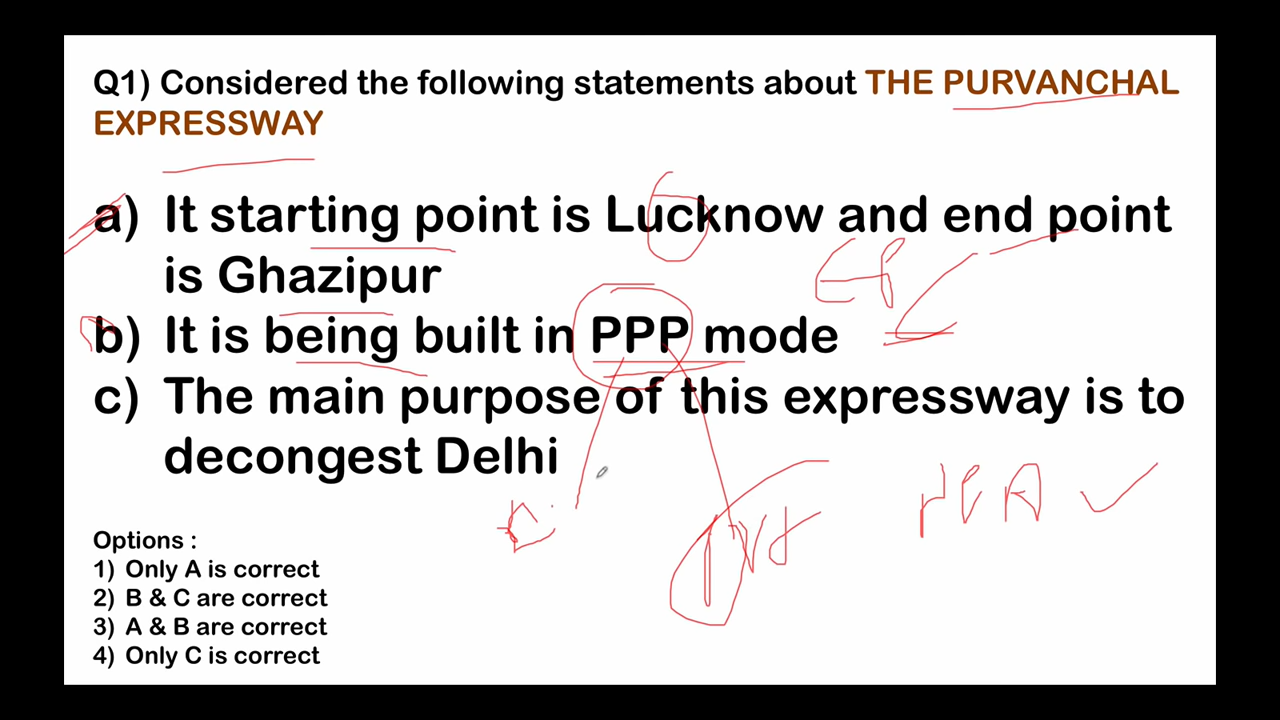 Q1) Considered the following statements about THE PURVANCHAL
EXPRESSWAY
a) It starting point is Lucknow and end point
is Ghazipur
b) It is being built in PPP mode
c) The main purpose of this expressway is to
decongest Delhi
Options :
1) Only A is correct
2) B & C are correct
3) A & B are correct
4) Only C is correct